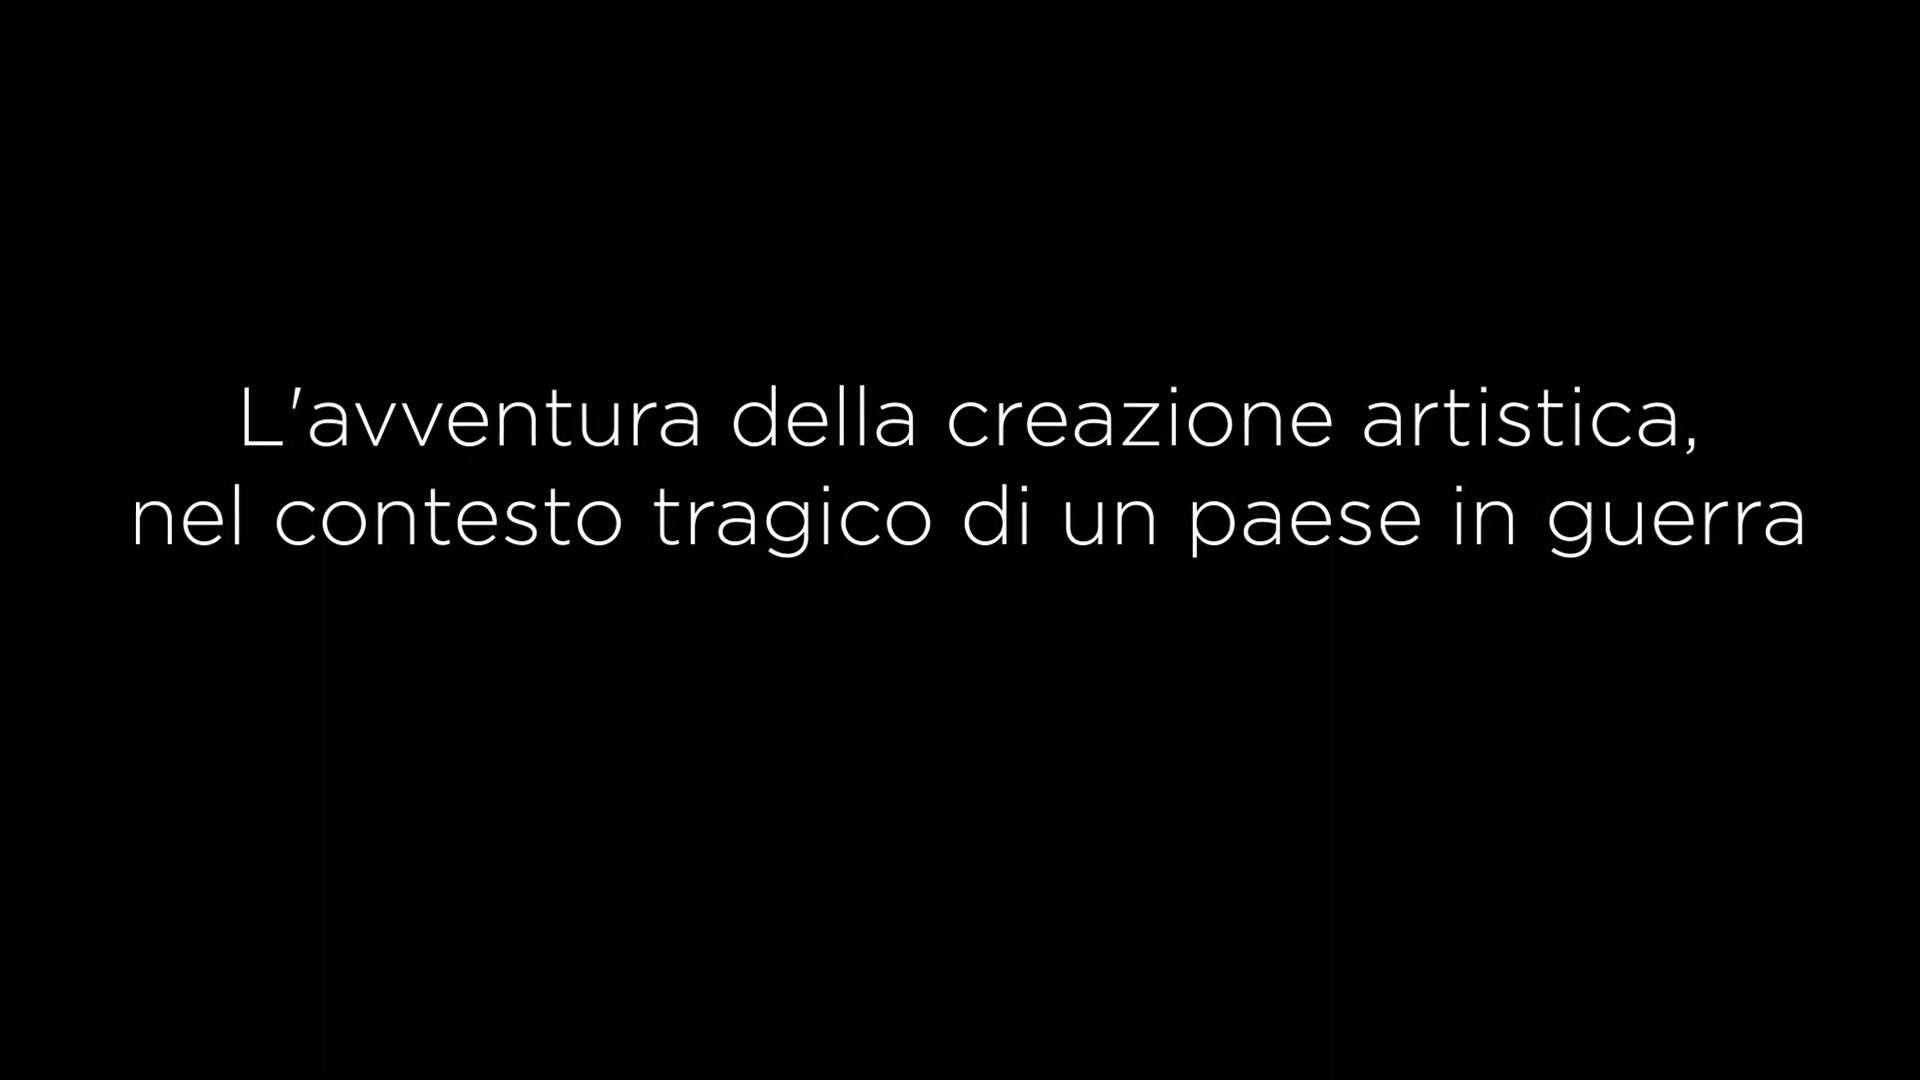 L'avventura della creazione artistica,
nel contesto tragico di un paese in guerra